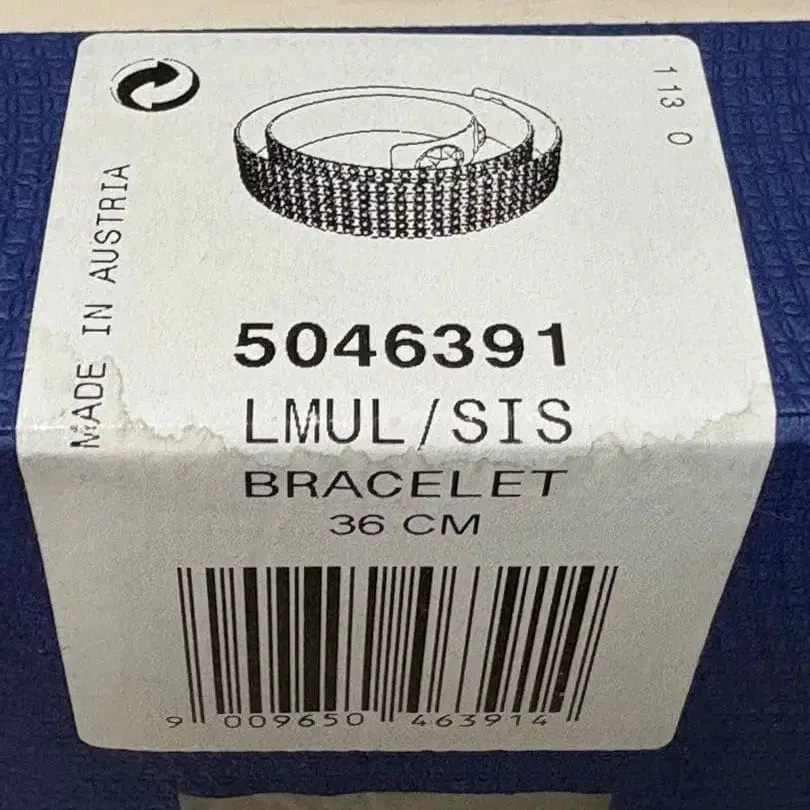 113 0
MADE IN AUSTRIA
5046391
LMUL/SIS
BRACELET
36 CM
9 009650 463914